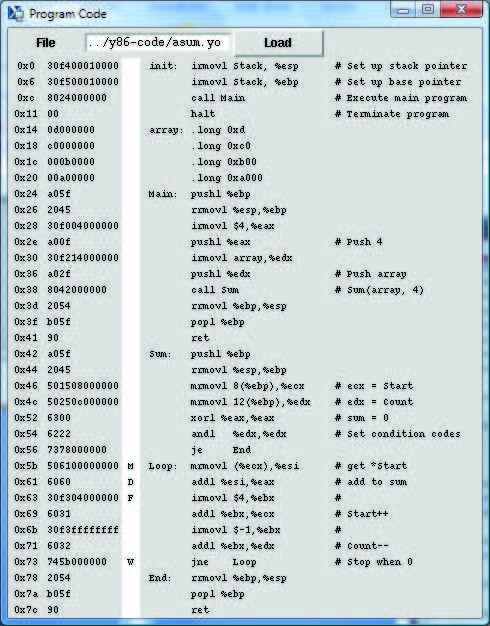 Program Code
File ../y86-code/asum.yo Load
0x0 30f400010000 init: irmovl Stack, %esp # Set up stack pointer
0x6 30f500010000 irmovl Stack, %ebp # Set up base pointer
0xc 8024000000 call Main # Execute main program
0x11 00 halt # Terminate program
0x14 0d000000 array: .long 0xd
0x18 c0000000 .long 0xc0
0x1c 000b0000 .long 0xb00
0x20 00a00000 .long 0xa000
0x24 a05f Main: pushl %ebp
0x26 2045 rrmovl %esp,%ebp
0x28 30f004000000 irmovl $4,%eax
0x2e a00f pushl %eax # Push 4
0x30 30f214000000 irmovl array,%edx
0x36 a02f pushl %edx # Push array
0x38 8042000000 call Sum # Sum(array, 4)
0x3d 2054 rrmovl %ebp,%esp
0x3f b05f popl %ebp
0x41 90 ret
0x42 a05f Sum: pushl %ebp
0x44 2045 rrmovl %esp,%ebp
0x46 501508000000 mrmovl 8(%ebp),%ecx # ecx = Start
0x4c 50250c000000 mrmovl 12(%ebp),%edx # edx = Count
0x52 6300 xorl %eax,%eax # sum = 0
0x54 6222 andl %edx,%edx # Set condition codes
0x56 7378000000 je End
0x5b 506100000000 M Loop: mrmovl (%ecx),%esi # get *Start
0x61 6060 D addl %esi,%eax # add to sum
0x63 30f304000000 F irmovl $4,%ebx #
0x69 6031 addl %ebx,%ecx # Start++
0x6b 30f3ffffffff irmovl $-1,%ebx #
0x71 6032 addl %ebx,%edx # Count--
0x73 745b000000 W jne Loop # Stop when 0
0x78 2054 End: rrmovl %ebp,%esp
0x7a b05f popl %ebp
0x7c 90 ret